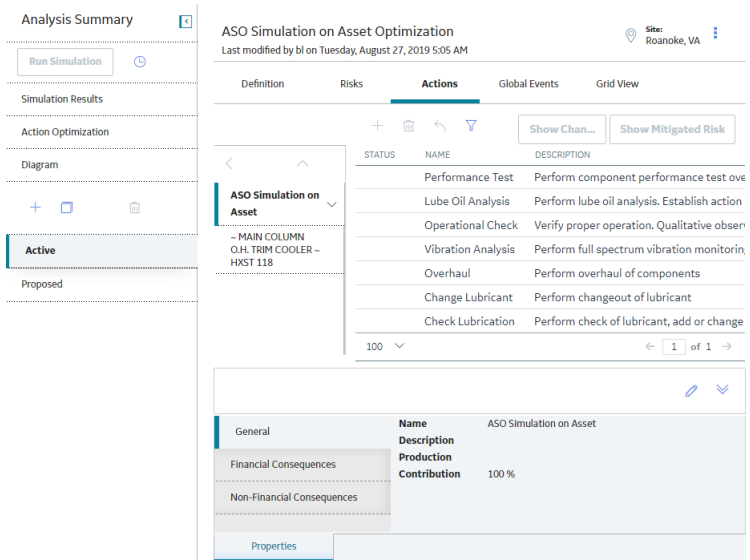 Analysis Summary
Run Simulation
Simulation Results
Action Optimization
Diagram
Active
Proposed
ASO Simulation on Asset Optimization
Last modified by bl on Tuesday, August 27, 2019 5:05 AM
Site:
Roanoke, VA
Definition Risks Actions Global Events Grid View
Show Chan... Show Mitigated Risk
ASO Simulation on
Asset
~ MAIN COLUMN
O.H. TRIM COOLER ~
HXST 118
STATUS NAME DESCRIPTION
Performance Test Perform component performance test ove
Lube Oil Analysis Perform lube oil analysis. Establish action
Operational Check Verify proper operation. Qualitative obser
Vibration Analysis Perform full spectrum vibration monitoring
Overhaul Perform overhaul of components
Change Lubricant Perform changeout of lubricant
Check Lubrication Perform check of lubricant, add or change
100 1 of 1
General
Financial Consequences
Non-Financial Consequences
Name ASO Simulation on Asset
Description
Production
Contribution 100 %
Properties